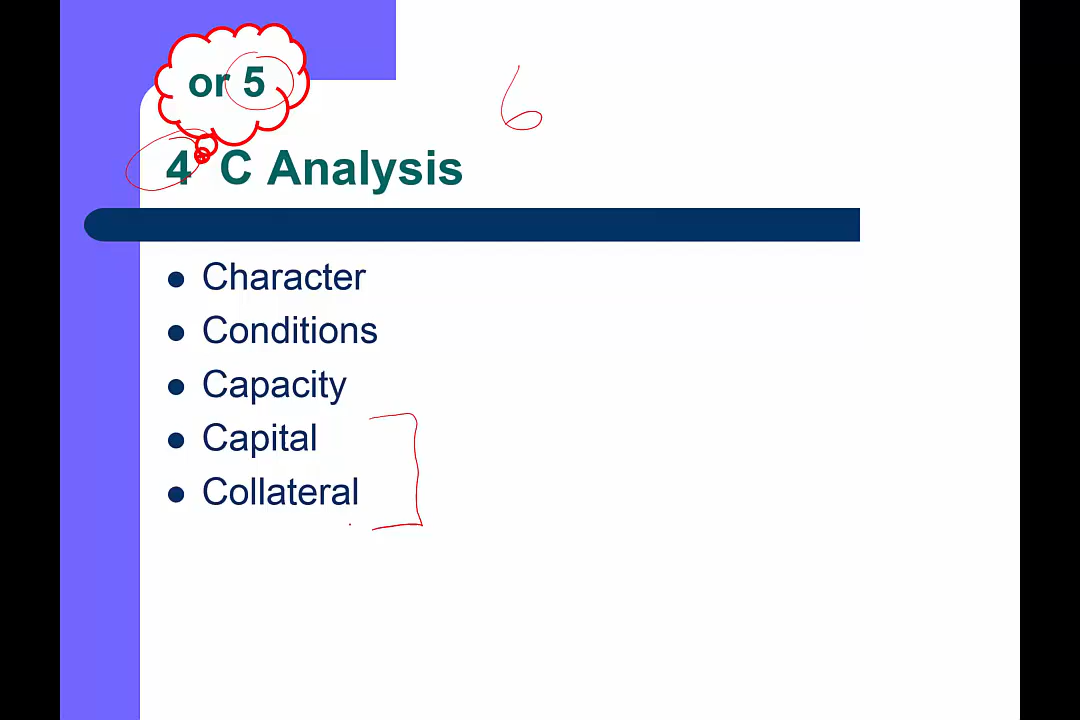 or 5
6
4 C Analysis
Character
Conditions
Capacity
Capital
Collateral